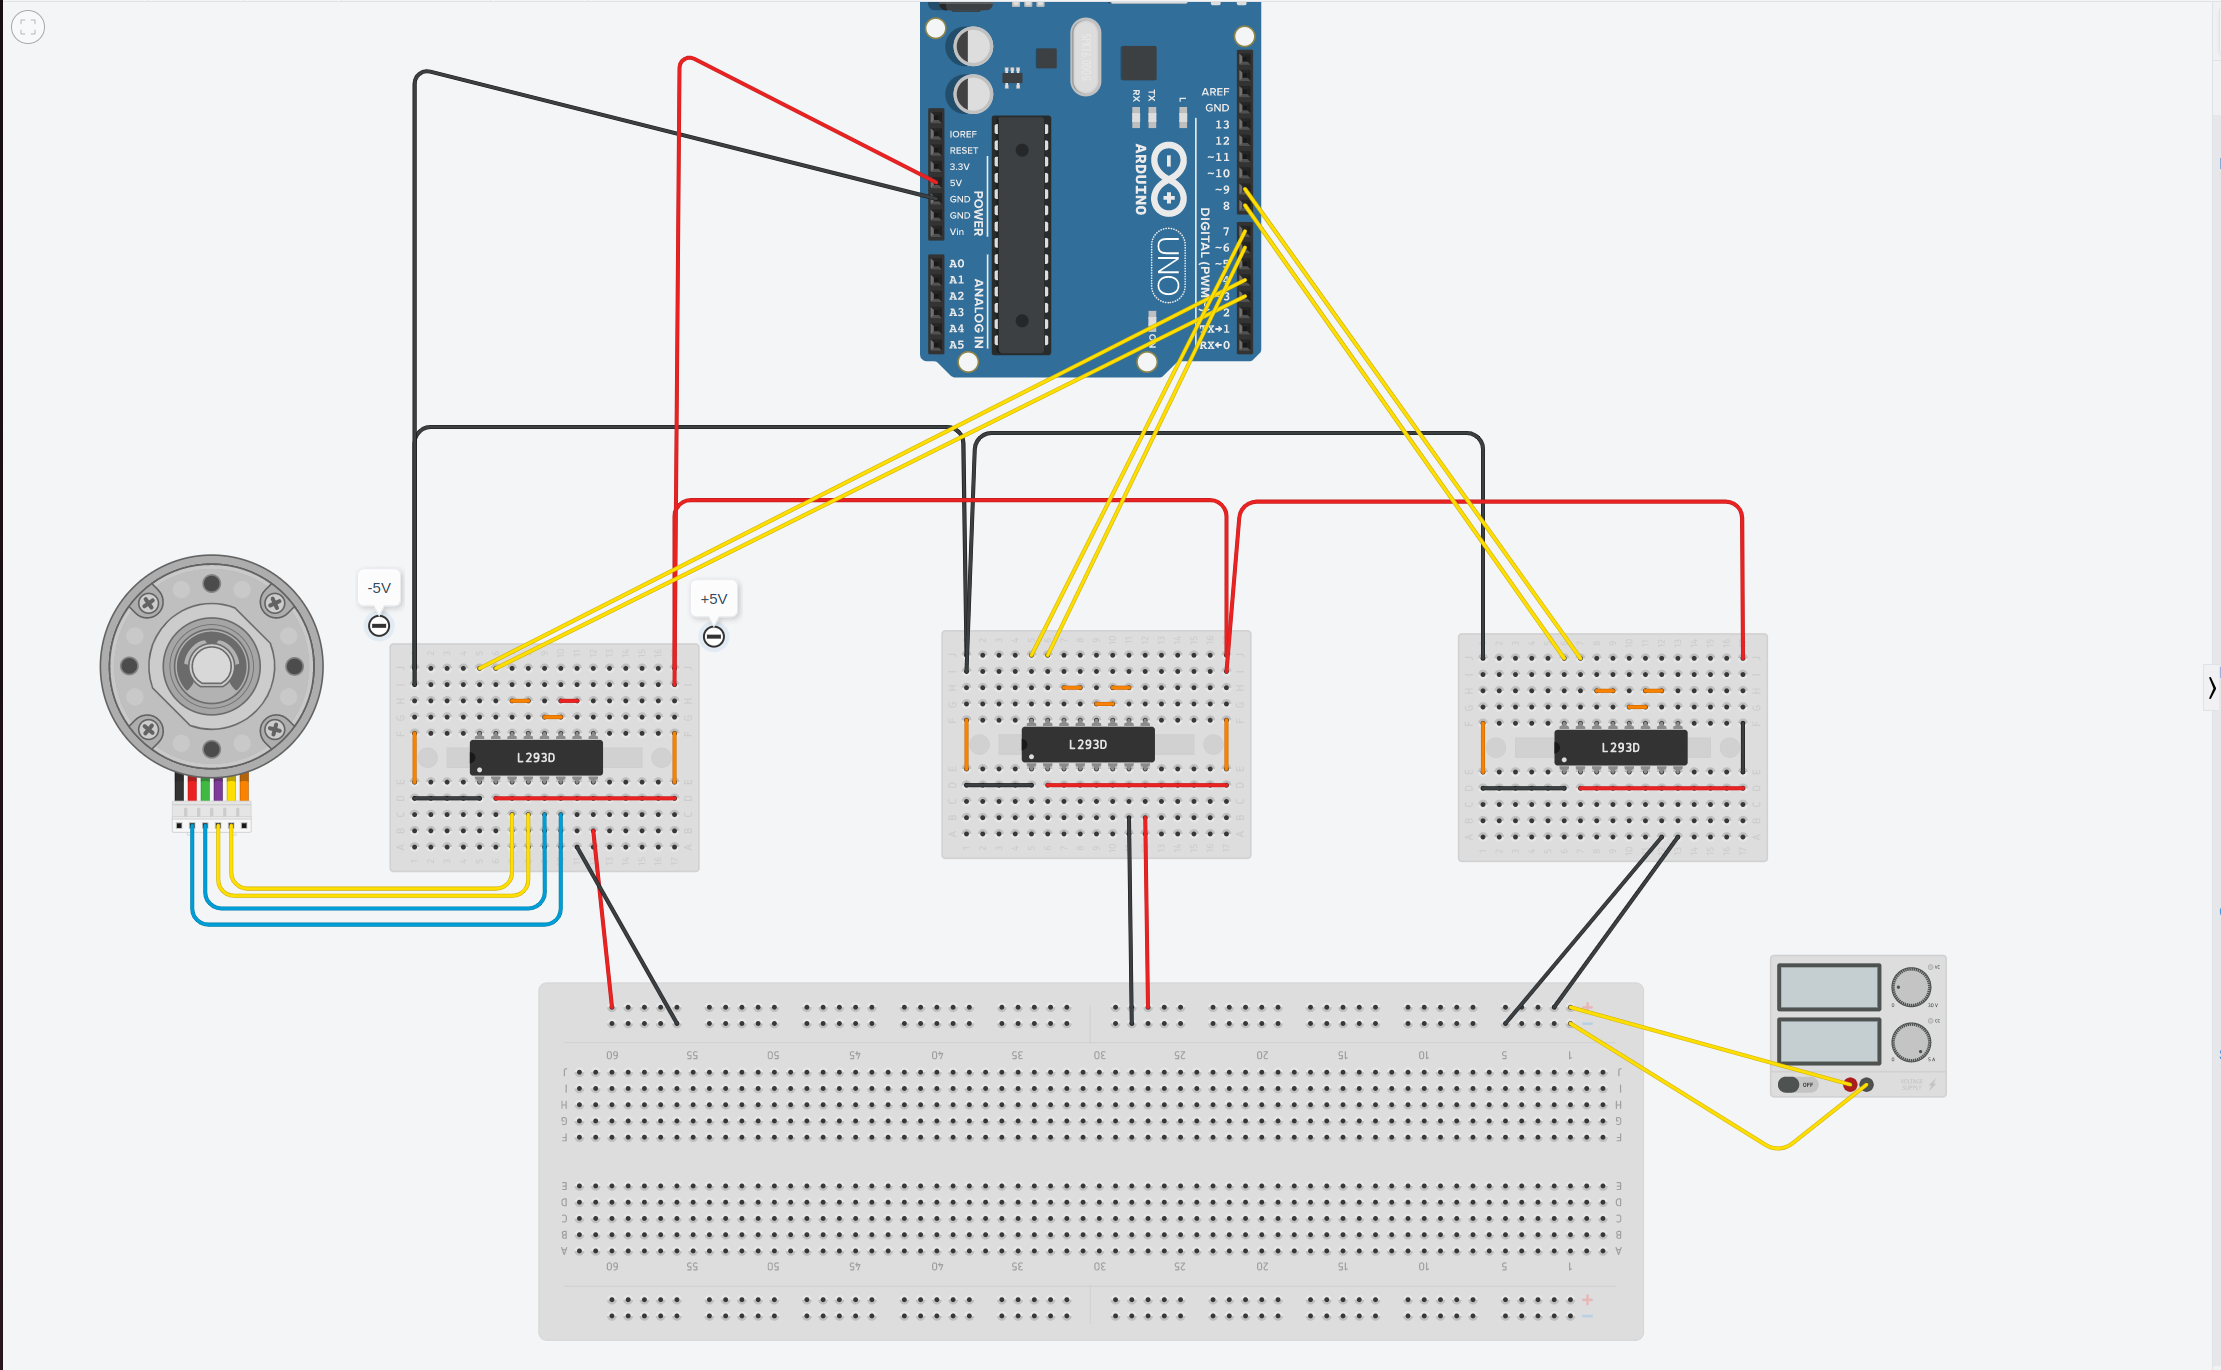 AREF
GND
13
12
~11
~10
~9
8
7
~6
~5
3
2
TX→1
RX←0
RX
TX
L
ARDUINO
UNO
DIGITAL (PWM
ON
IOREF
RESET
3.3V
5V
GND
GND
Vin
POWER
A0
A1
A2
A3
A4
A5
ANALOG IN
-5V
+5V
L293D
L293D
L293D
60 55 50 45 40 35 30 25 20 15 10 5 1
J J
I I
H H
G G
F F
E E
D D
C C
B B
A A
60 55 50 45 40 35 30 25 20 15 10 5 1
+
−
+
−
OFF
VOLTAGE
SUPPLY